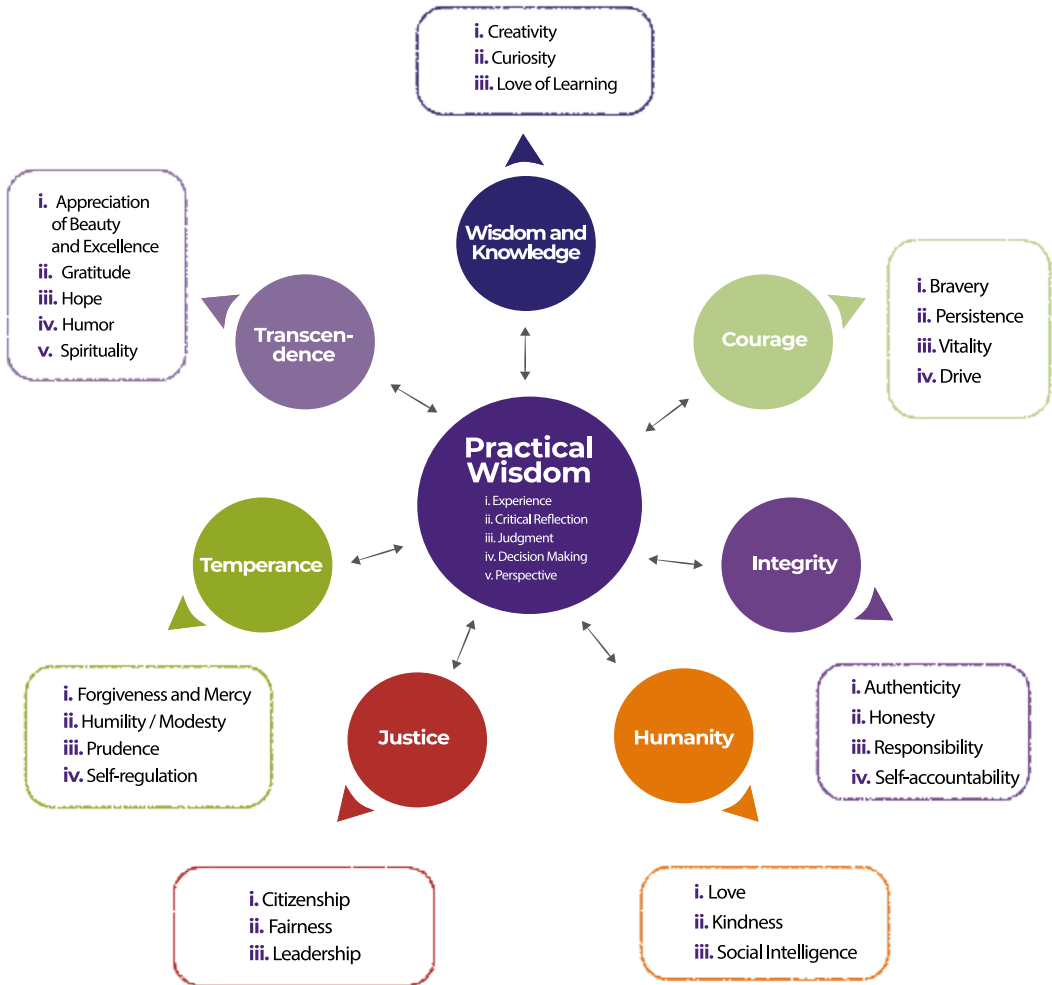 i. Creativity
ii. Curiosity
iii. Love of Learning
Wisdom and
Knowledge
i. Appreciation
of Beauty
and Excellence
ii. Gratitude
iii. Hope
iv. Humor
v. Spirituality
Transcen-
dence
Courage
i. Bravery
ii. Persistence
iii. Vitality
iv. Drive
Practical
Wisdom
i. Experience
ii. Critical Reflection
iii. Judgment
iv. Decision Making
v. Perspective
Temperance
Integrity
i. Forgiveness and Mercy
ii. Humility / Modesty
iii. Prudence
iv. Self-regulation
Justice
Humanity
i. Authenticity
ii. Honesty
iii. Responsibility
iv. Self-accountability
i. Citizenship
ii. Fairness
iii. Leadership
i. Love
ii. Kindness
iii. Social Intelligence